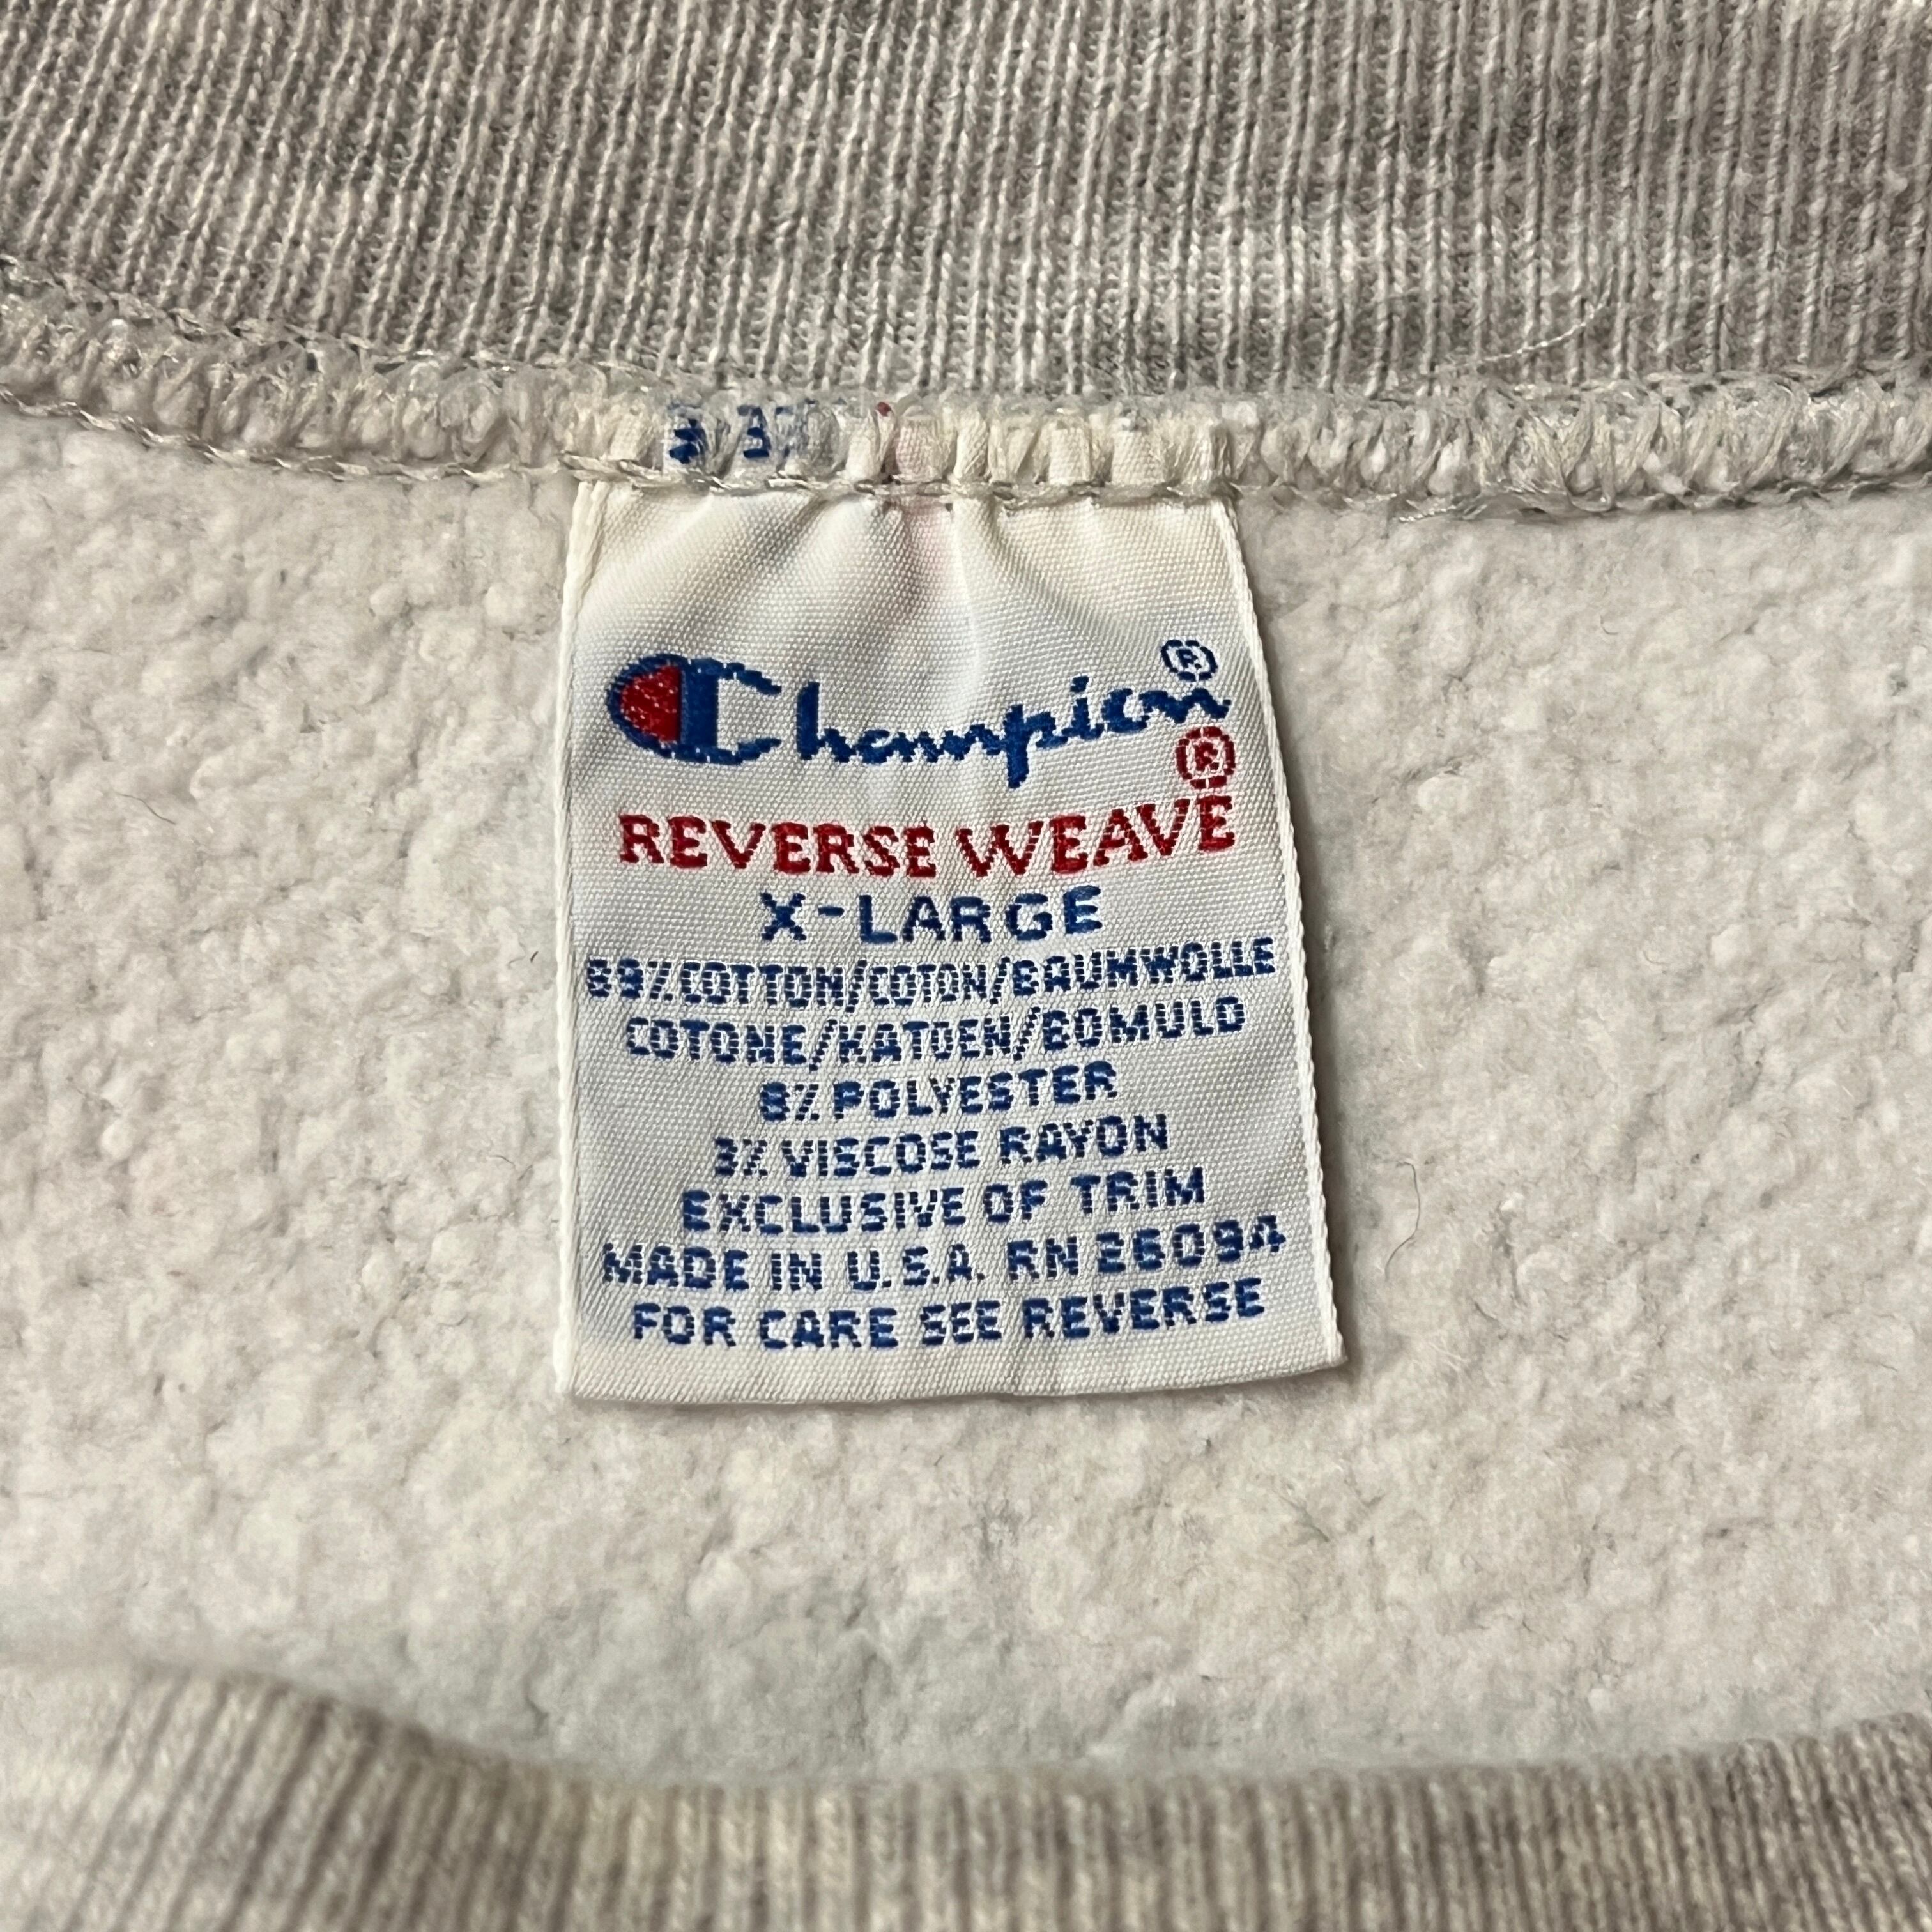 Champion®
®
REVERSE WEAVE
X-LARGE
89% COTTON/COTON/BAUMWOLLE
COTONE/KATOEN/BOMULD
8% POLYESTER
3% VISCOSE RAYON
EXCLUSIVE OF TRIM
MADE IN U.S.A. RN 26094
FOR CARE SEE REVERSE